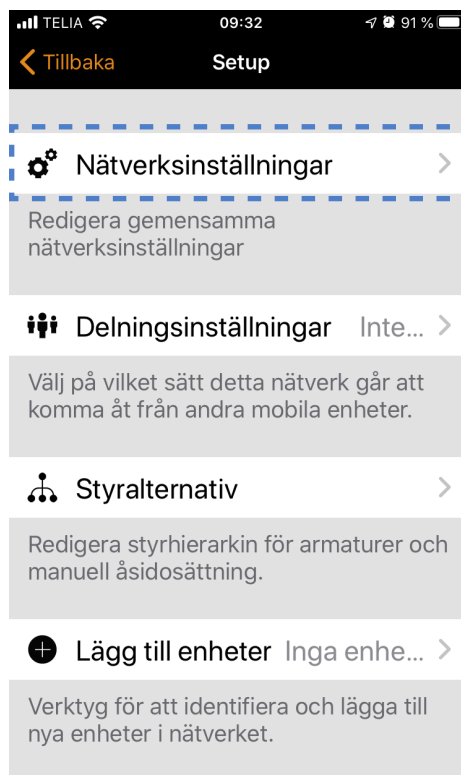 TELIA 09:32 91 %
Tillbaka Setup
Nätverksinställningar
Redigera gemensamma
nätverksinställningar
Delningsinställningar Inte...
Välj på vilket sätt detta nätverk går att
komma åt från andra mobila enheter.
Styralternativ
Redigera styrhierarkin för armaturer och
manuell åsidosättning.
Lägg till enheter Inga enhe...
Verktyg för att identifiera och lägga till
nya enheter i nätverket.